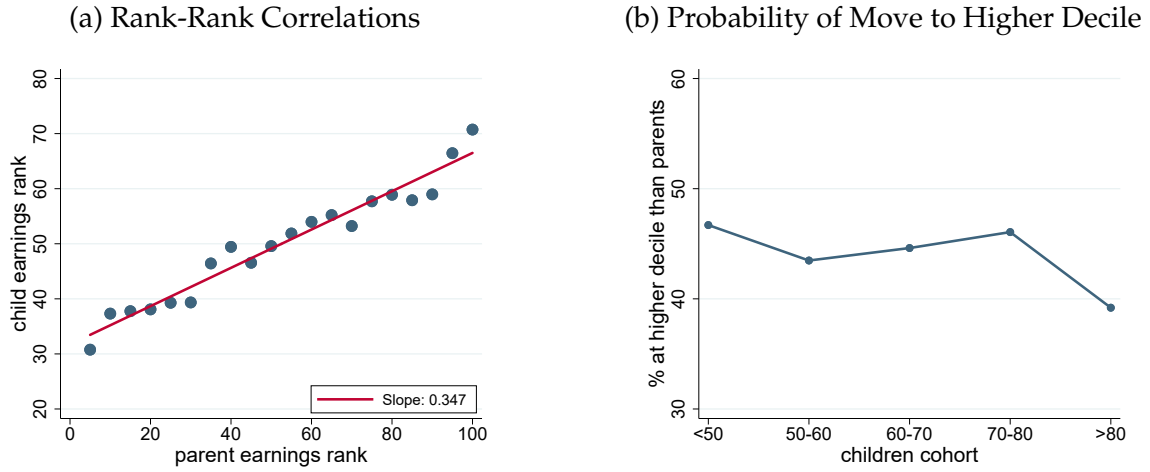 (a) Rank-Rank Correlations
80
70
60
50
40
30
20
child earnings rank
Slope: 0.347
0 20 40 60 80 100
parent earnings rank
(b) Probability of Move to Higher Decile
60
50
40
30
% at higher decile than parents
<50 50-60 60-70 70-80 >80
children cohort